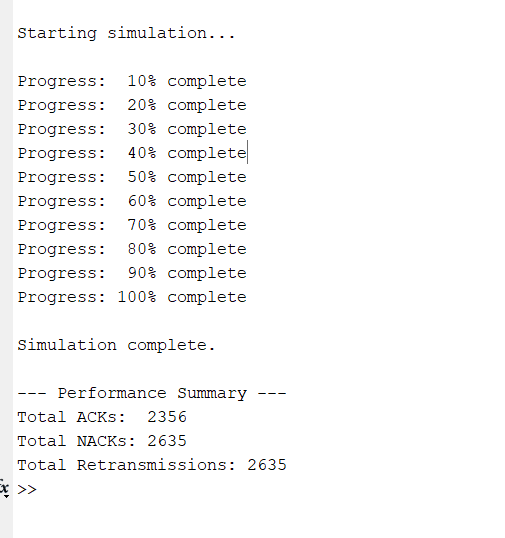 Starting simulation...
Progress:  10% complete
Progress:  20% complete
Progress:  30% complete
Progress:  40% complete
Progress:  50% complete
Progress:  60% complete
Progress:  70% complete
Progress:  80% complete
Progress:  90% complete
Progress: 100% complete
Simulation complete.
--- Performance Summary ---
Total ACKs:  2356
Total NACKs: 2635
Total Retransmissions: 2635
fx >>